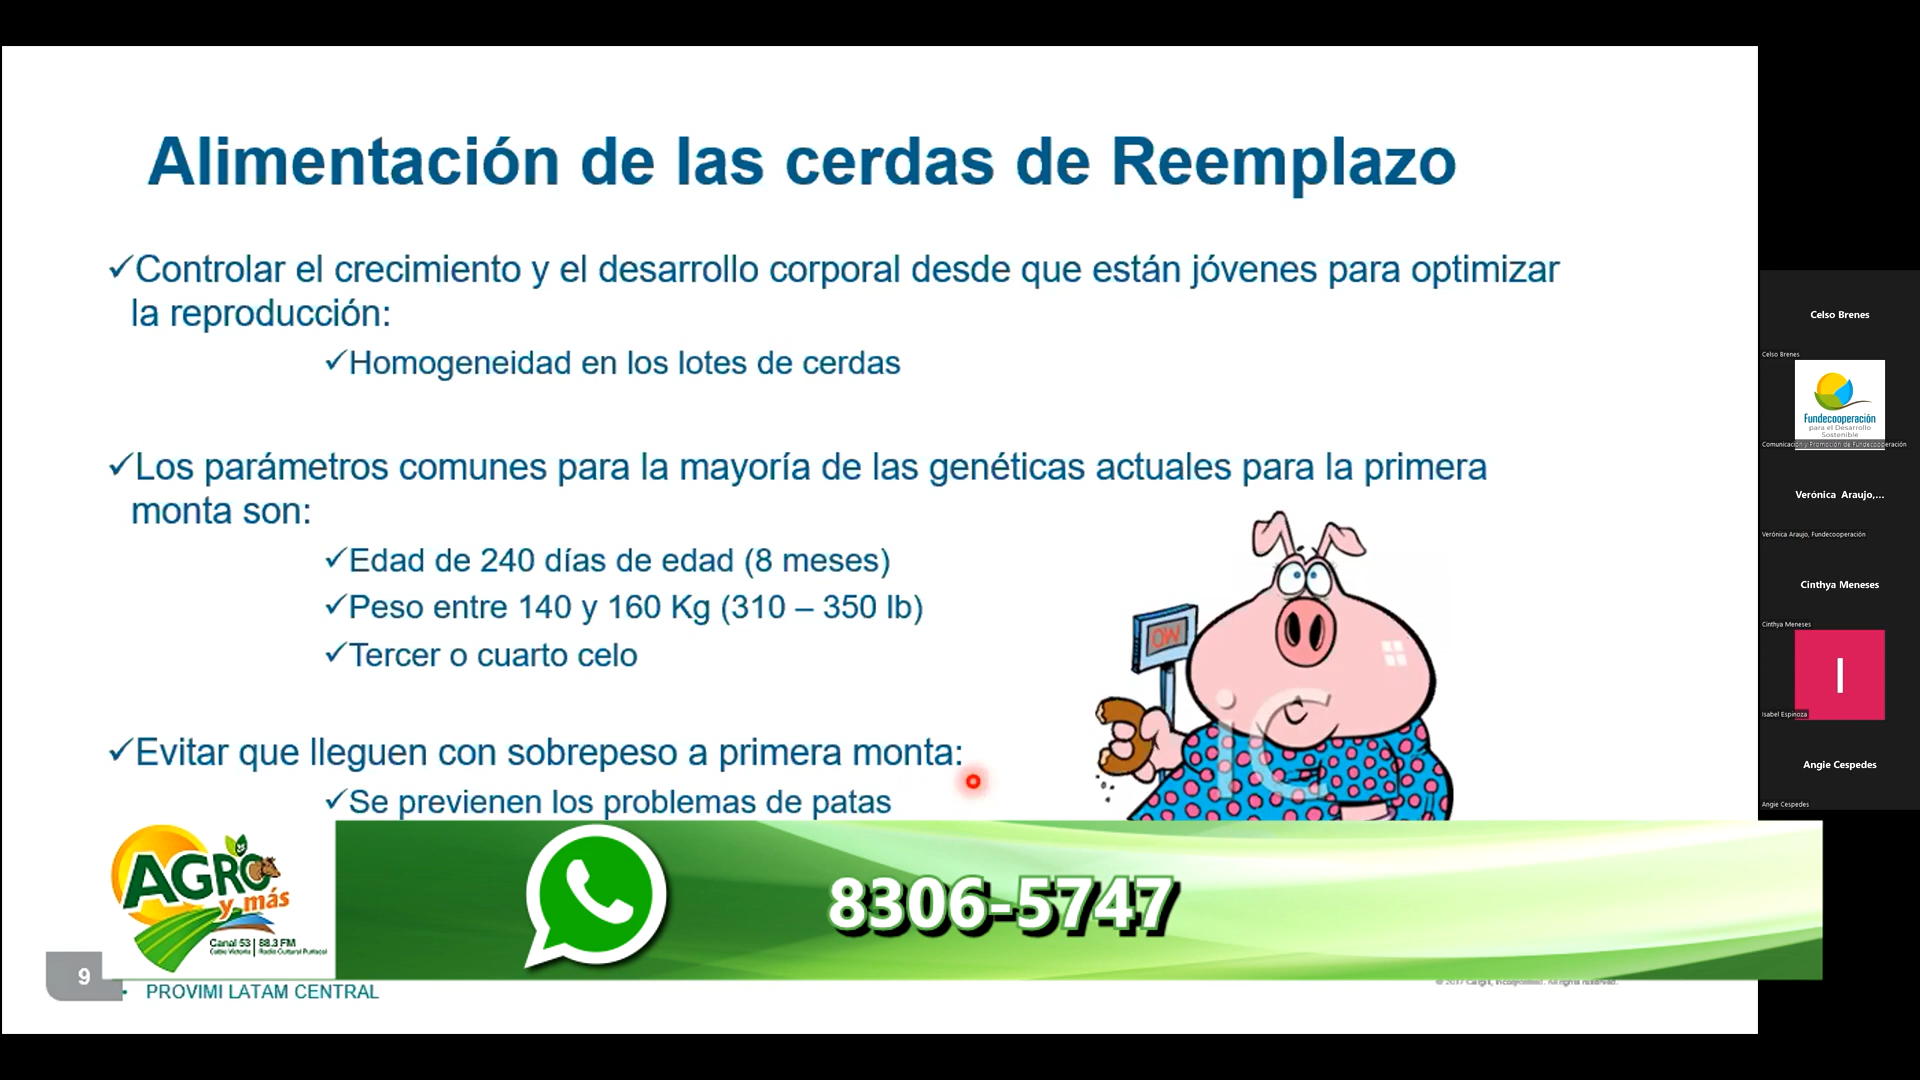 Alimentación de las cerdas de Reemplazo
✓Controlar el crecimiento y el desarrollo corporal desde que están jóvenes para optimizar
la reproducción:
✓Homogeneidad en los lotes de cerdas
✓Los parámetros comunes para la mayoría de las genéticas actuales para la primera
monta son:
✓Edad de 240 días de edad (8 meses)
✓Peso entre 140 y 160 Kg (310 – 350 lb)
✓Tercer o cuarto celo
✓Evitar que lleguen con sobrepeso a primera monta:
✓Se previenen los problemas de patas
OW
iC
AGRO
y más
Canal 53 | 88.3 FM
Cable Victoria | Radio Cultural Puriscal
8306-5747
9
• PROVIMI LATAM CENTRAL
Celso Brenes
Celso Brenes
Fundecooperación
para el Desarrollo
Sostenible
Comunicación y Promoción de Fundecooperación
Verónica Araujo,...
Verónica Araujo, Fundecooperación
Cinthya Meneses
Cinthya Meneses
I
Isabel Espinoza
Angie Cespedes
Angie Cespedes